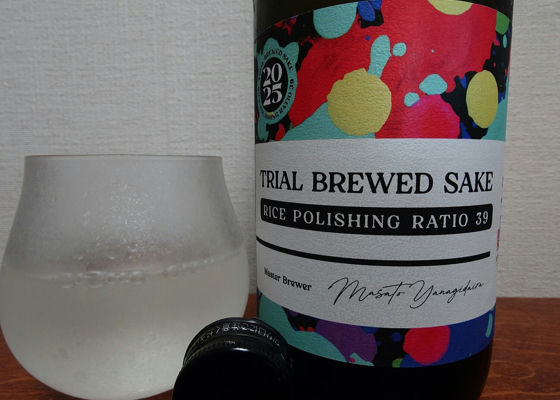 2025
TRIAL BREWED SAKE
RICE POLISHING RATIO 39
Master Brewer
Masato Yanagidaira